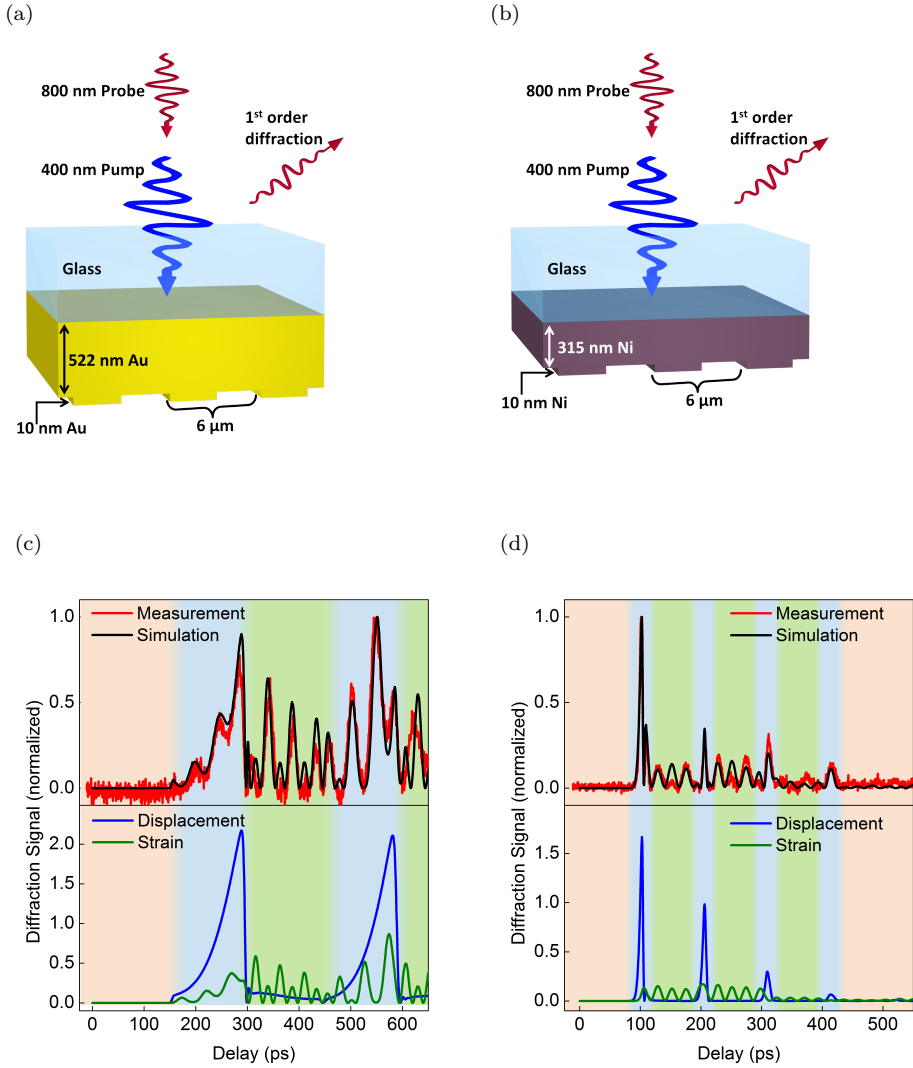 (a)
800 nm Probe
1st order
diffraction
400 nm Pump
Glass
522 nm Au
10 nm Au
6 µm
(b)
800 nm Probe
1st order
diffraction
400 nm Pump
Glass
315 nm Ni
10 nm Ni
6 µm
(c)
Measurement
Simulation
1.0
0.5
0.0
Displacement
Strain
2.0
1.5
1.0
0.5
0.0
Diffraction Signal (normalized)
0 100 200 300 400 500 600
Delay (ps)
(d)
Measurement
Simulation
1.0
0.5
0.0
Displacement
Strain
1.5
1.0
0.5
0.0
Diffraction Signal (normalized)
0 100 200 300 400 500
Delay (ps)